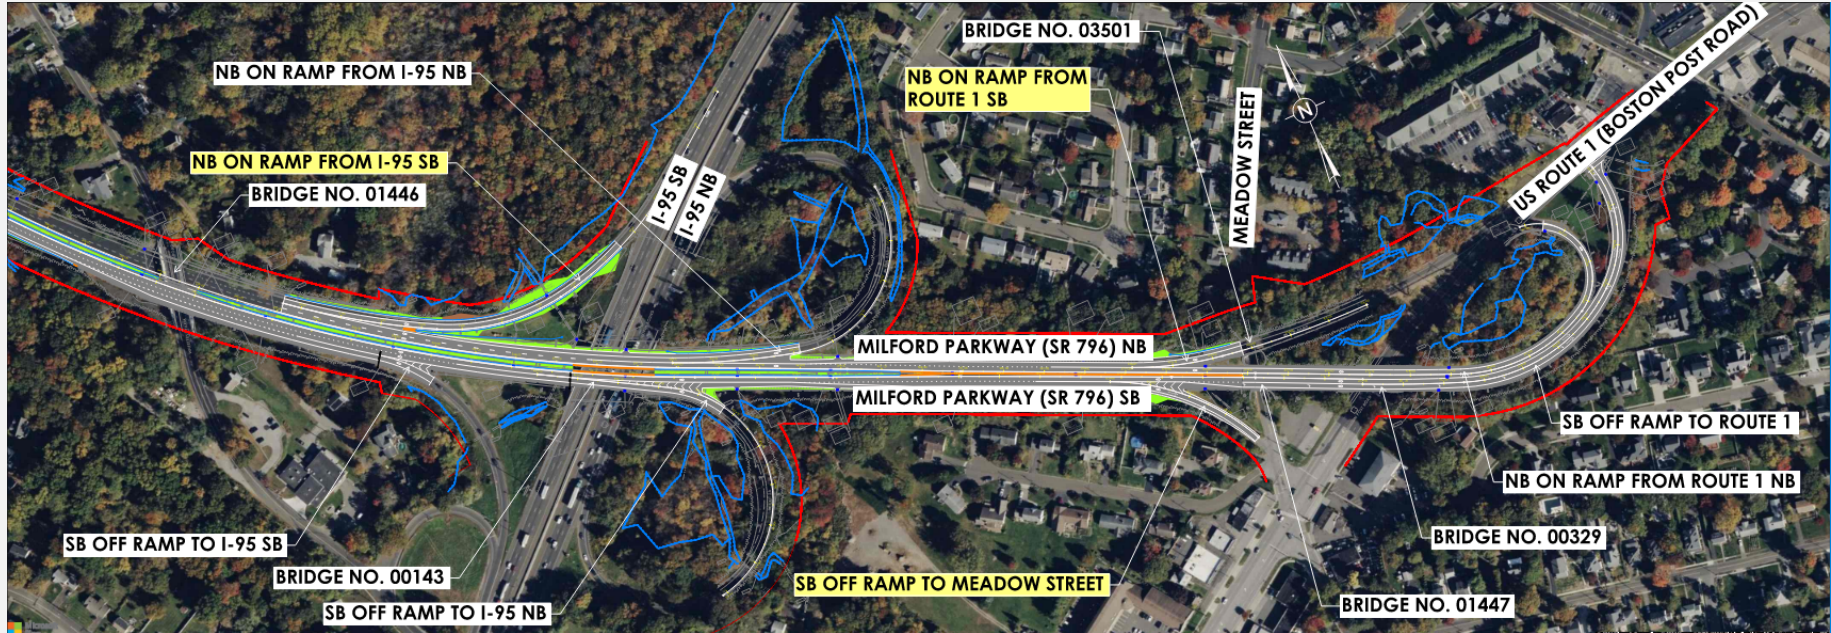 BRIDGE NO. 03501
NB ON RAMP FROM I-95 NB
NB ON RAMP FROM
ROUTE 1 SB
US ROUTE 1 (BOSTON POST ROAD)
N
MEADOW STREET
NB ON RAMP FROM I-95 SB
BRIDGE NO. 01446
I-95 SB
I-95 NB
MILFORD PARKWAY (SR 796) NB
MILFORD PARKWAY (SR 796) SB
SB OFF RAMP TO ROUTE 1
NB ON RAMP FROM ROUTE 1 NB
BRIDGE NO. 00329
SB OFF RAMP TO I-95 SB
BRIDGE NO. 00143
SB OFF RAMP TO MEADOW STREET
SB OFF RAMP TO I-95 NB
BRIDGE NO. 01447